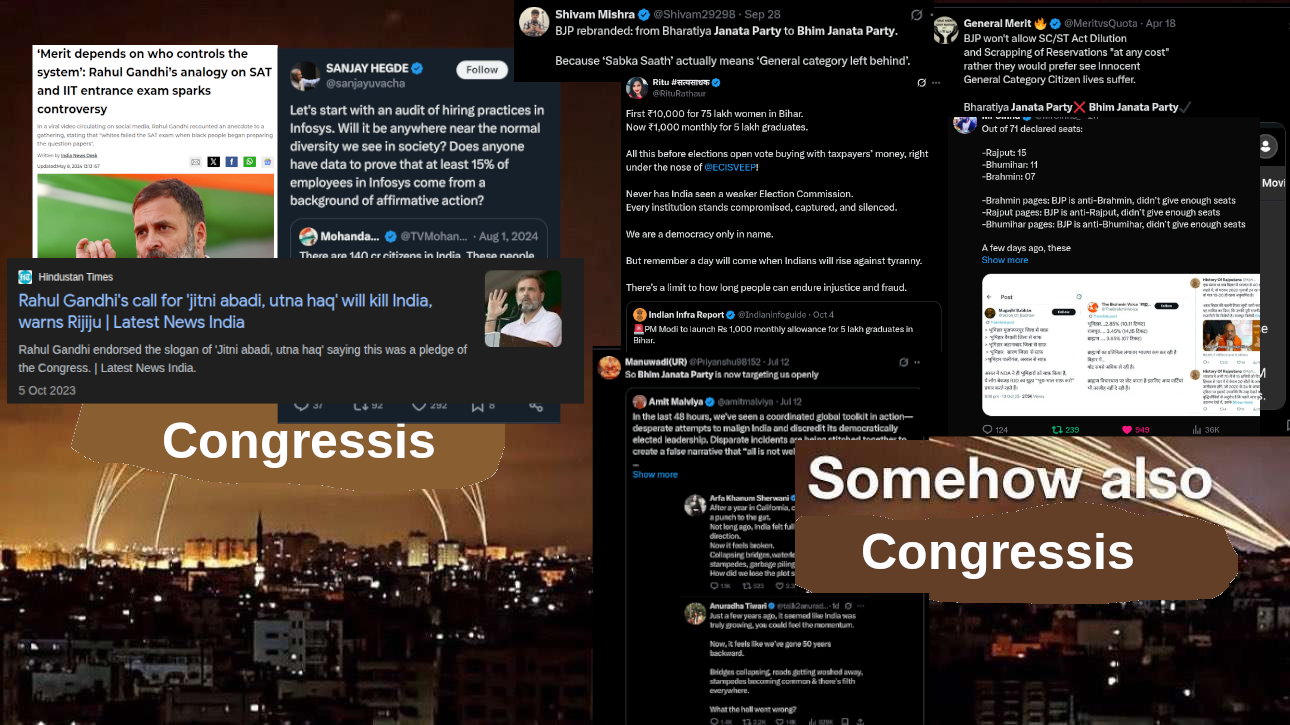 'Merit depends on who controls the
system': Rahul Gandhi's analogy on SAT
and IIT entrance exam sparks
controversy
In a viral video circulating on social media, Rahul Gandhi recounted an anecdote to a
gathering, stating that "whites failed the SAT exam when black people began preparing
the question papers".
Written by India News Desk
SANJAY HEGDE
@sanjayuvacha
Follow
Let's start with an audit of hiring practices in
Infosys. Will it be anywhere near the normal
diversity we see in society? Does anyone
have data to prove that at least 15% of
employees in Infosys come from a
background of affirmative action?
Mohanda... @TVMohan... · Aug 1, 2024
There are 140 cr citizens in India. These people
Hindustan Times
Rahul Gandhi's call for 'jitni abadi, utna haq' will kill India,
warns Rijiju | Latest News India
Rahul Gandhi endorsed the slogan of 'Jitni abadi, utna haq' saying this was a pledge of
the Congress. | Latest News India.
5 Oct 2023
37 92 292 8
Congressis
Shivam Mishra @Shivam29298 · Sep 28
BJP rebranded: from Bharatiya Janata Party to Bhim Janata Party.
Because 'Sabka Saath' actually means 'General category left behind'.
Ritu #सत्यसाधक
@RituRathaur
First ₹10,000 for 75 lakh women in Bihar.
Now ₹1,000 monthly for 5 lakh graduates.
All this before elections open vote buying with taxpayers' money, right
under the nose of @ECISVEEP!
Never has India seen a weaker Election Commission.
Every institution stands compromised, captured, and silenced.
We are a democracy only in name.
But remember a day will come when Indians will rise against tyranny.
There's a limit to how long people can endure injustice and fraud.
Indian Infra Report @Indianinfoguide · Oct 4
🚨PM Modi to launch Rs 1,000 monthly allowance for 5 lakh graduates in
Bihar.
Manuwadi(UR) @Priyanshu98152 · Jul 12
So Bhim Janata Party is now targeting us openly
Amit Malviya @amitmalviya · Jul 12
In the last 48 hours, we've seen a coordinated global toolkit in action—
desperate attempts to malign India and discredit its democratically
elected leadership. Disparate incidents are being stitched together to
create a false narrative that "all is not wel
...
Show more
Arfa Khanum Sherwani
After a year in California, c
a punch to the gut.
Not long ago, India felt full
direction.
Now it feels broken.
Collapsing bridges, waterlo
stampedes, garbage piling
How did we lose the plot s
Anuradha Tiwari @talk2anurad... · 1d
Just a few years ago, it seemed like India was
truly growing, you could feel the momentum.
Now, it feels like we've gone 50 years
backward.
Bridges collapsing, roads getting washed away,
stampedes becoming common & there's filth
everywhere.
What the hell went wrong?
General Merit 🔥 @MeritvsQuota · Apr 18
BJP won't allow SC/ST Act Dilution
and Scrapping of Reservations "at any cost"
rather they would prefer see Innocent
General Category Citizen lives suffer.
Bharatiya Janata Party❌ Bhim Janata Party✔
Out of 71 declared seats:
-Rajput: 15
-Bhumihar: 11
-Brahmin: 07
-Brahmin pages: BJP is anti-Brahmin, didn't give enough seats
-Rajput pages: BJP is anti-Rajput, didn't give enough seats
-Bhumihar pages: BJP is anti-Bhumihar, didn't give enough seats
A few days ago, these
Show more
Post
Follow
Follow
124 239 949 36K
Movi
Somehow also
Congressis